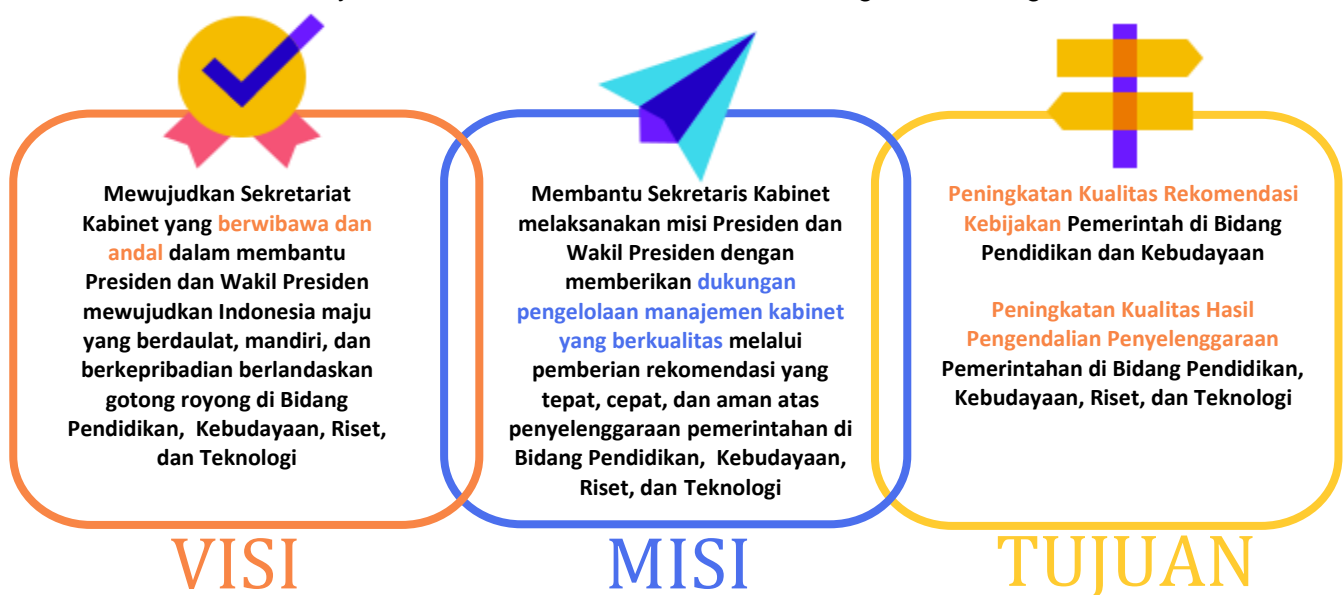 Mewujudkan Sekretariat
Kabinet yang berwibawa dan
andal dalam membantu
Presiden dan Wakil Presiden
mewujudkan Indonesia maju
yang berdaulat, mandiri, dan
berkepribadian berlandaskan
gotong royong di Bidang
Pendidikan, Kebudayaan, Riset,
dan Teknologi
VISI
Membantu Sekretaris Kabinet
melaksanakan misi Presiden dan
Wakil Presiden dengan
memberikan dukungan
pengelolaan manajemen kabinet
yang berkualitas melalui
pemberian rekomendasi yang
tepat, cepat, dan aman atas
penyelenggaraan pemerintahan di
Bidang Pendidikan, Kebudayaan,
Riset, dan Teknologi
MISI
Peningkatan Kualitas Rekomendasi
Kebijakan Pemerintah di Bidang
Pendidikan dan Kebudayaan
Peningkatan Kualitas Hasil
Pengendalian Penyelenggaraan
Pemerintahan di Bidang Pendidikan,
Kebudayaan, Riset, dan Teknologi
TUJUAN